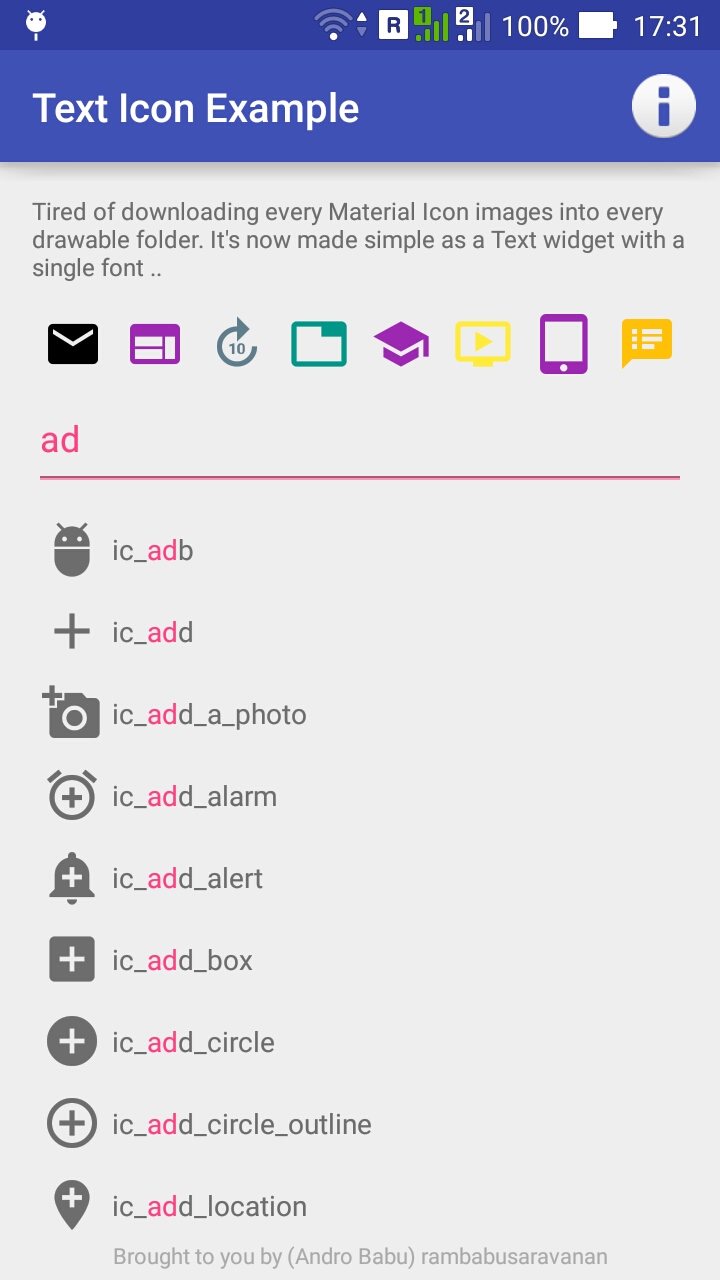 R 1 2 100% 17:31
Text Icon Example
Tired of downloading every Material Icon images into every
drawable folder. It's now made simple as a Text widget with a
single font ..
10
ad
ic_adb
ic_add
ic_add_a_photo
ic_add_alarm
ic_add_alert
ic_add_box
ic_add_circle
ic_add_circle_outline
ic_add_location
Brought to you by (Andro Babu) rambabusaravanan